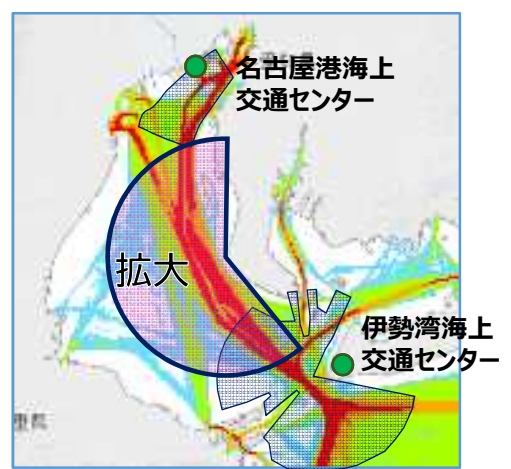 名古屋港海上
交通センター
拡大
伊勢湾海上
交通センター